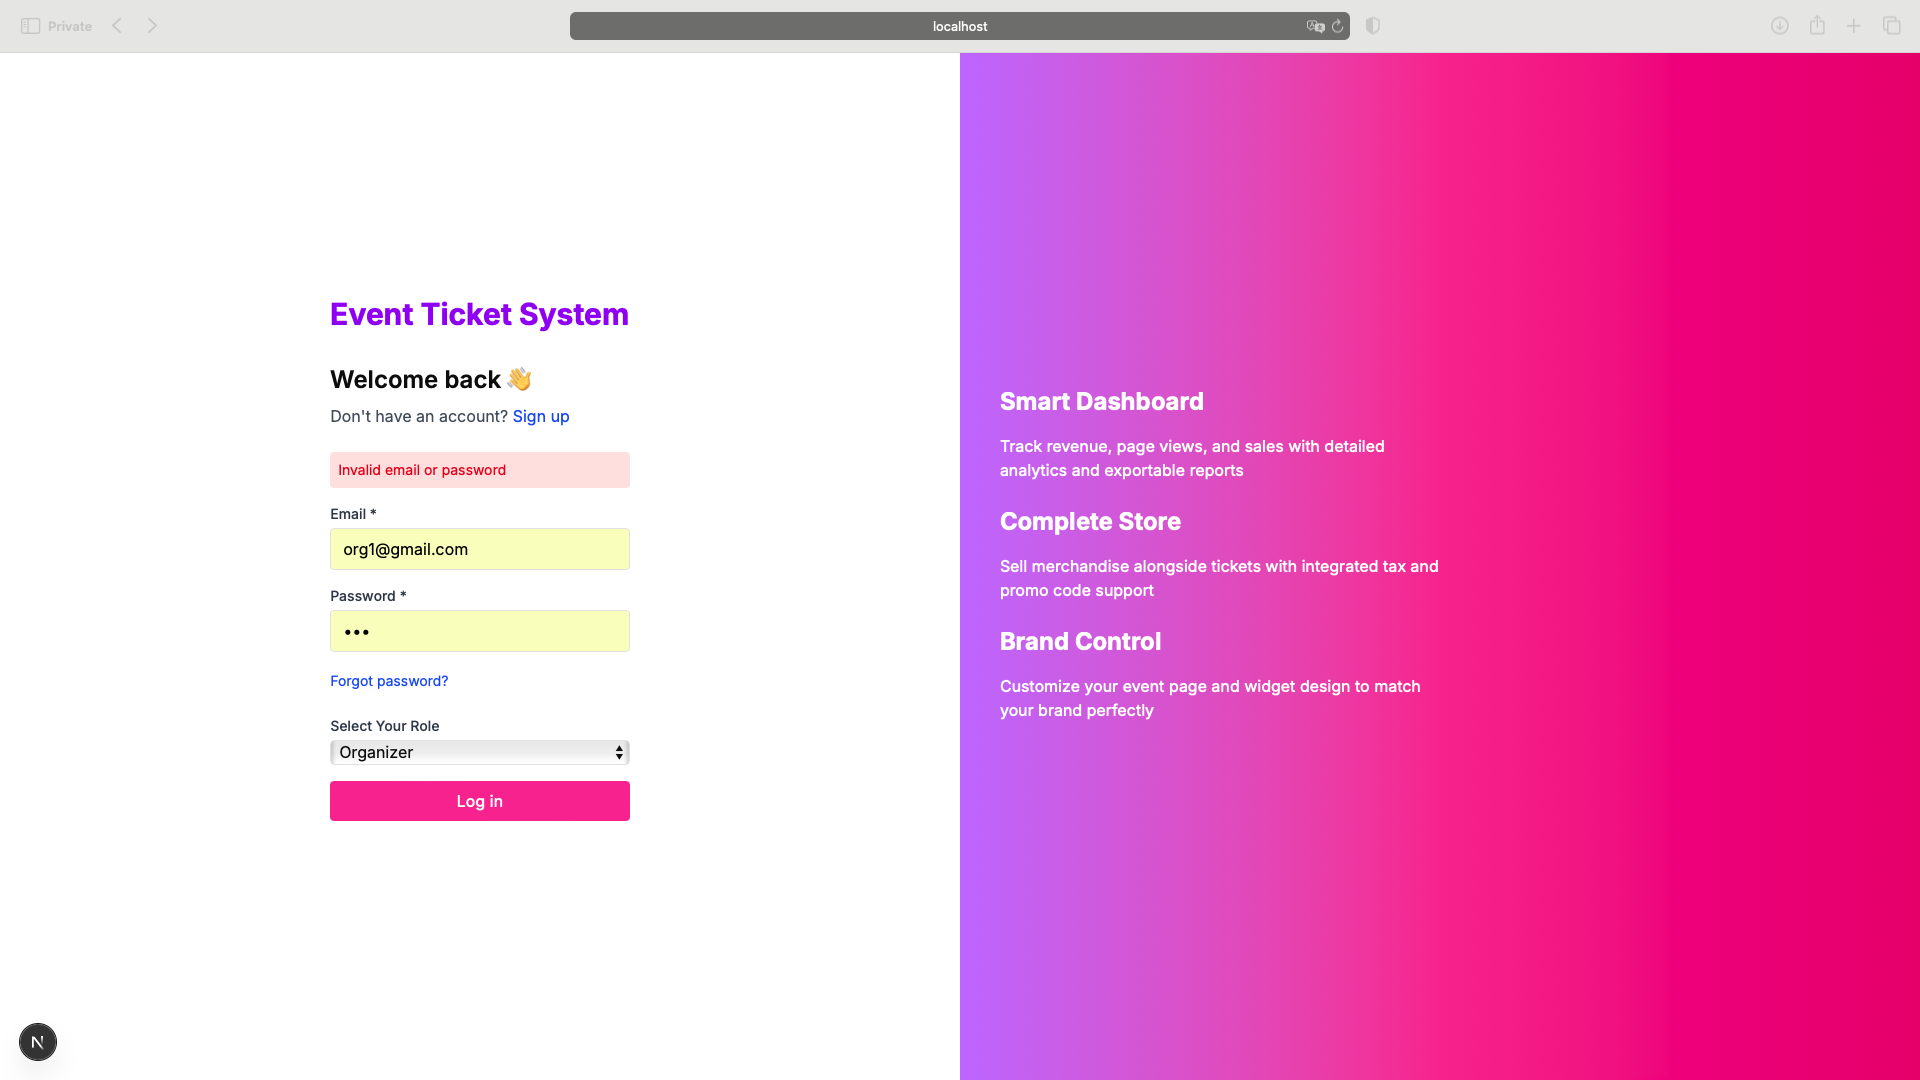 Private
localhost
Event Ticket System
Welcome back 👋
Don't have an account? Sign up
Invalid email or password
Email *
org1@gmail.com
Password *
•••
Forgot password?
Select Your Role
Organizer
Log in
Smart Dashboard
Track revenue, page views, and sales with detailed
analytics and exportable reports
Complete Store
Sell merchandise alongside tickets with integrated tax and
promo code support
Brand Control
Customize your event page and widget design to match
your brand perfectly
N